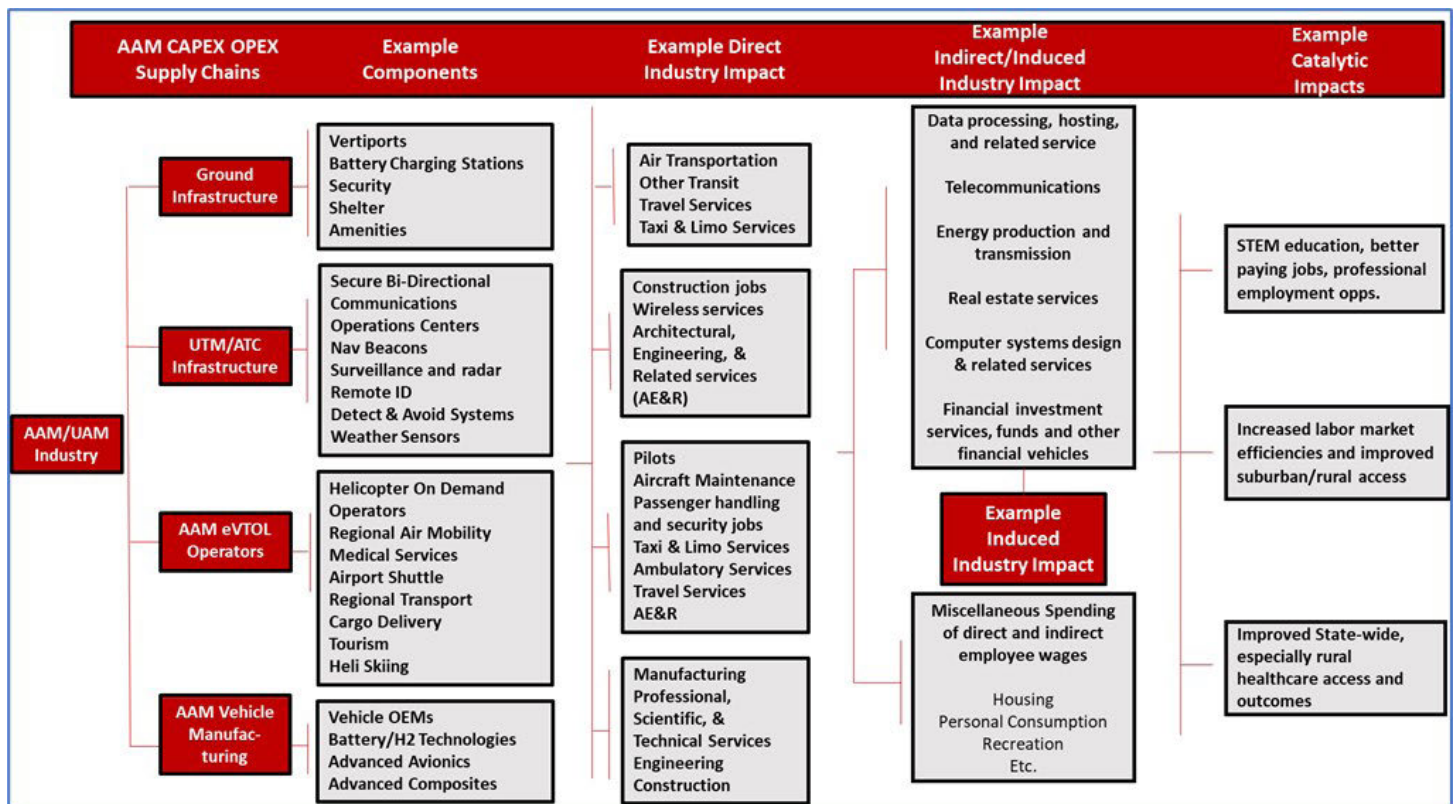 AAM CAPEX OPEX
Supply Chains
Example
Components
Example Direct
Industry Impact
Example
Indirect/Induced
Industry Impact
Example
Catalytic
Impacts
AAM/UAM
Industry
Ground
Infrastructure
UTM/ATC
Infrastructure
AAM eVTOL
Operators
AAM Vehicle
Manufac-
turing
Vertiports
Battery Charging Stations
Security
Shelter
Amenities
Secure Bi-Directional
Communications
Operations Centers
Nav Beacons
Surveillance and radar
Remote ID
Detect & Avoid Systems
Weather Sensors
Helicopter On Demand
Operators
Regional Air Mobility
Medical Services
Airport Shuttle
Regional Transport
Cargo Delivery
Tourism
Heli Skiing
Vehicle OEMs
Battery/H2 Technologies
Advanced Avionics
Advanced Composites
Air Transportation
Other Transit
Travel Services
Taxi & Limo Services
Construction jobs
Wireless services
Architectural,
Engineering, &
Related services
(AE&R)
Pilots
Aircraft Maintenance
Passenger handling
and security jobs
Taxi & Limo Services
Ambulatory Services
Travel Services
AE&R
Manufacturing
Professional,
Scientific, &
Technical Services
Engineering
Construction
Data processing, hosting,
and related service
Telecommunications
Energy production and
transmission
Real estate services
Computer systems design
& related services
Financial investment
services, funds and other
financial vehicles
Example
Induced
Industry Impact
Miscellaneous Spending
of direct and indirect
employee wages
Housing
Personal Consumption
Recreation
Etc.
STEM education, better
paying jobs, professional
employment opps.
Increased labor market
efficiencies and improved
suburban/rural access
Improved State-wide,
especially rural
healthcare access and
outcomes